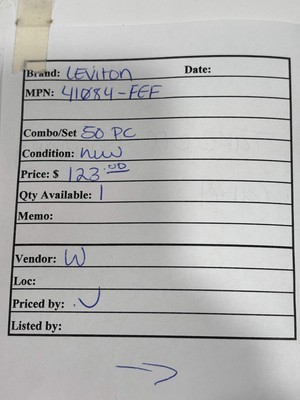 Brand: Leviton Date:
MPN: 41084-FEF
Combo/Set 50 PC
Condition: new
Price: $ 123.00
Qty Available: 1
Memo:
Vendor: W
Loc:
Priced by: .J
Listed by: